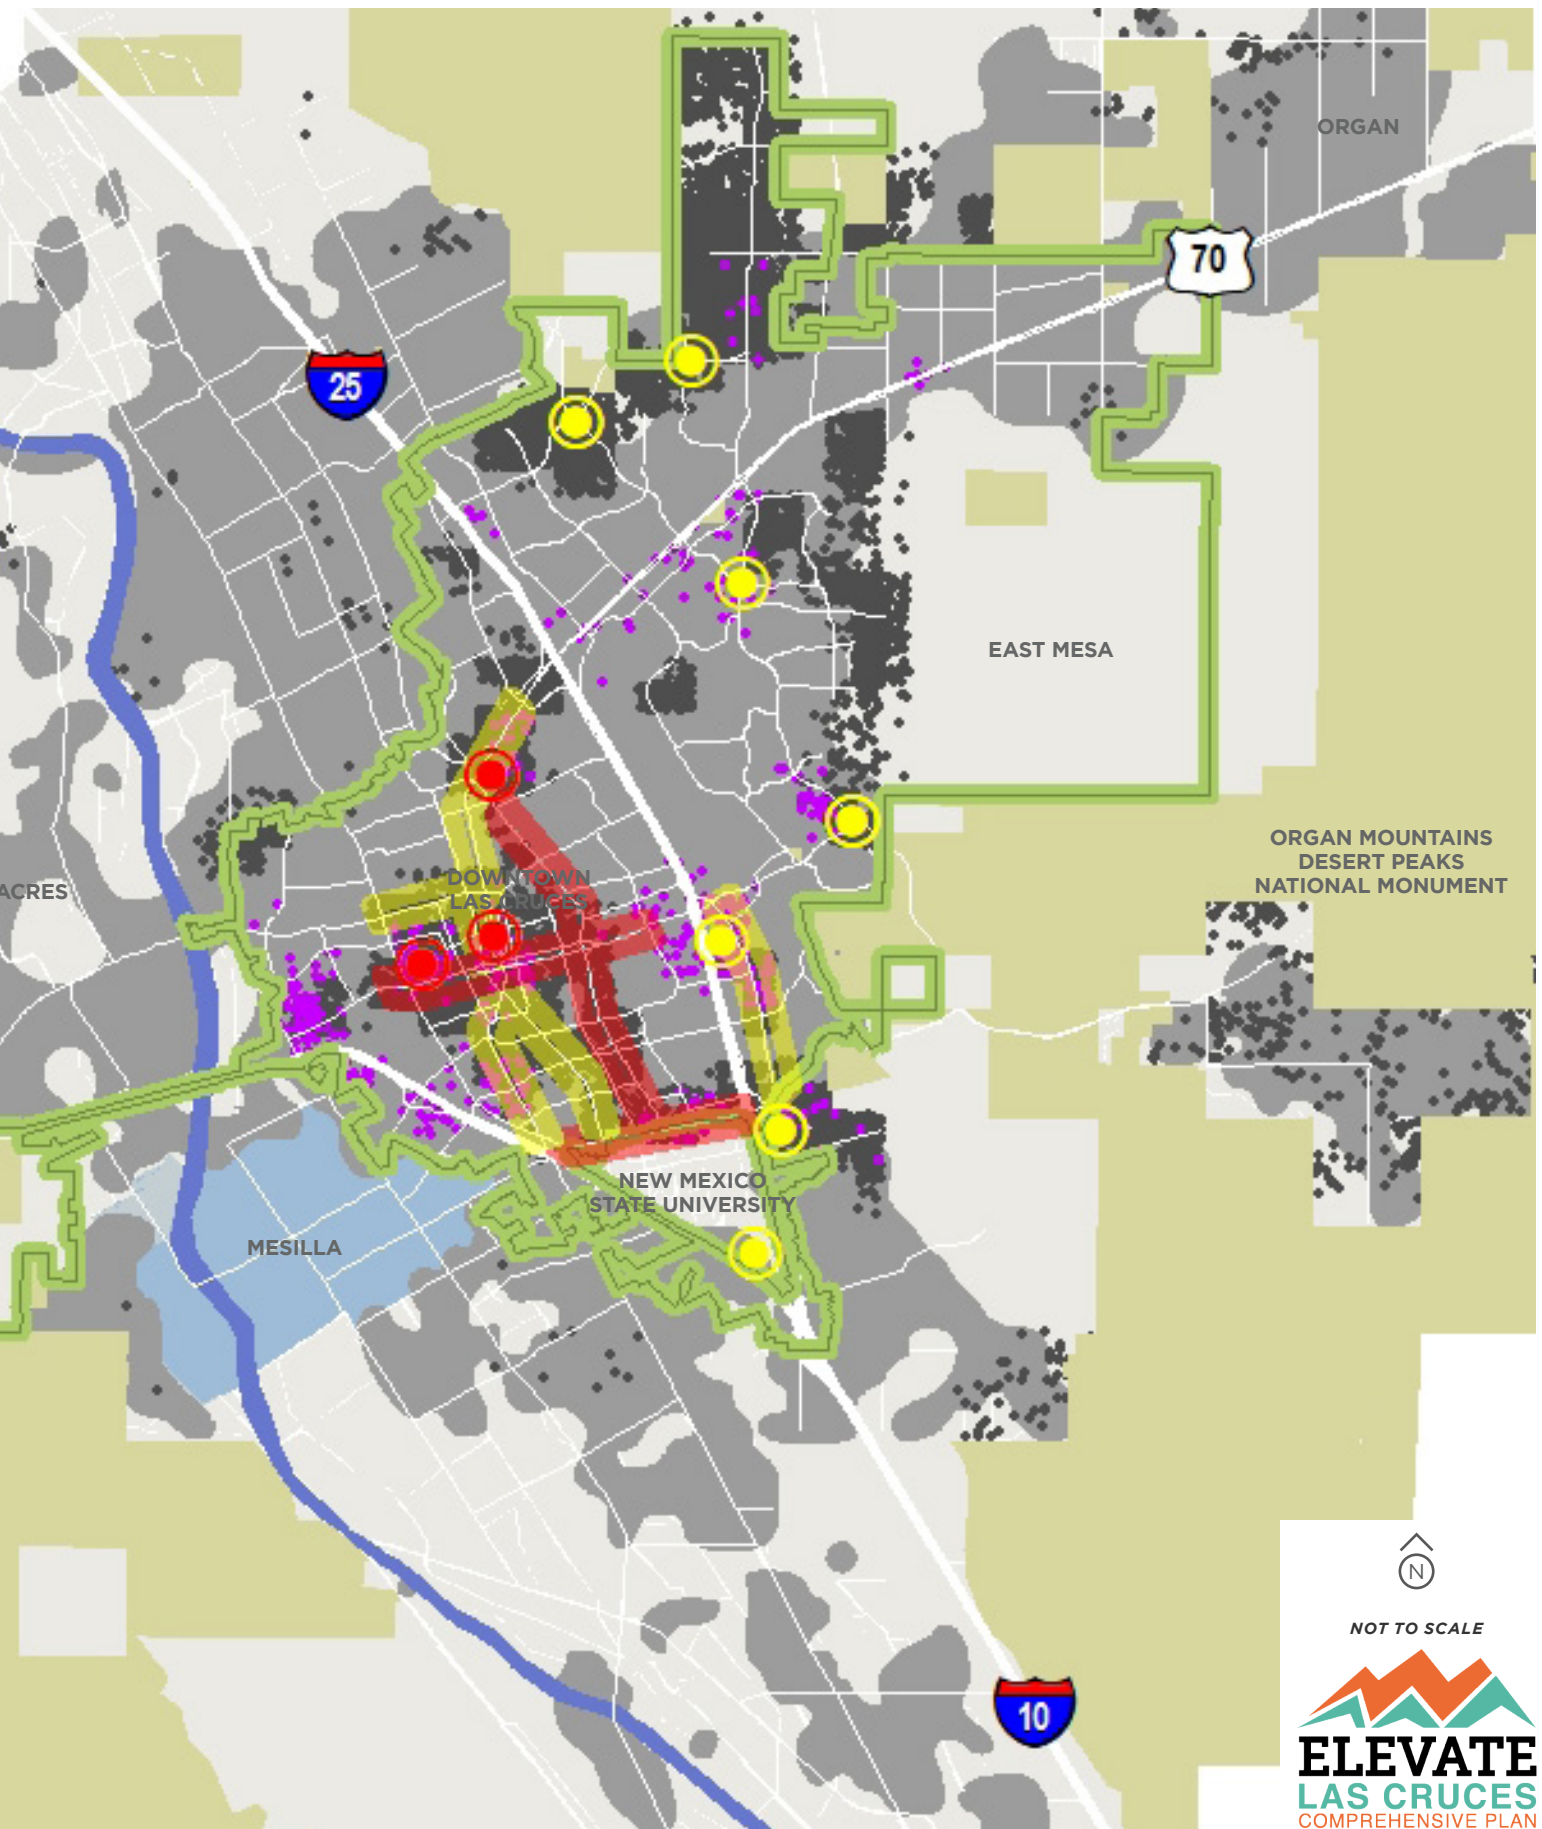 ORGAN
70
25
EAST MESA
ORGAN MOUNTAINS
DESERT PEAKS
NATIONAL MONUMENT
DOWNTOWN
LAS CRUCES
ACRES
NEW MEXICO
STATE UNIVERSITY
MESILLA
N
NOT TO SCALE
10
ELEVATE
LAS CRUCES
COMPREHENSIVE PLAN